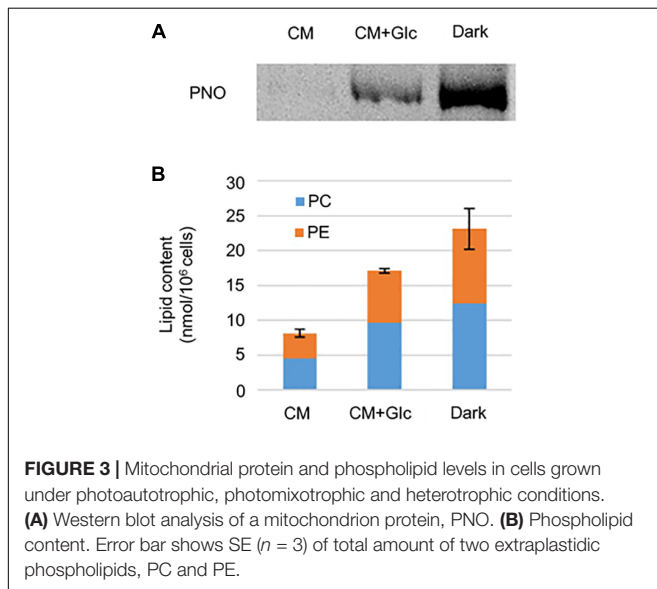 A
CM CM+Glc Dark
PNO
B
30
25
20
15
10
5
0
PC
PE
Lipid content
(nmol/10⁶ cells)
CM CM+Glc Dark
FIGURE 3 | Mitochondrial protein and phospholipid levels in cells grown
under photoautotrophic, photomixotrophic and heterotrophic conditions.
(A) Western blot analysis of a mitochondrion protein, PNO. (B) Phospholipid
content. Error bar shows SE (n = 3) of total amount of two extraplastidic
phospholipids, PC and PE.